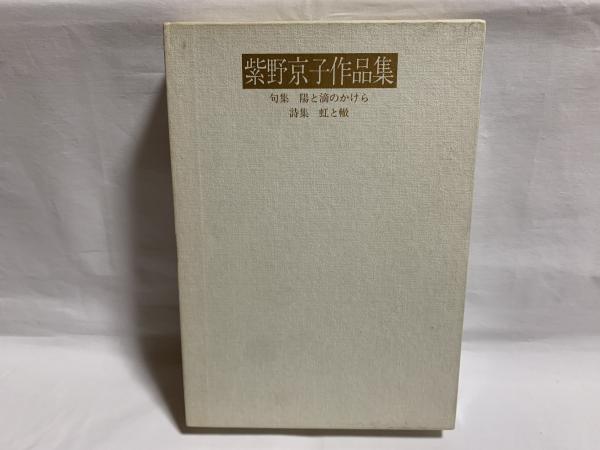 紫野京子作品集
句集 陽と滴のかけら
詩集 虹と轍